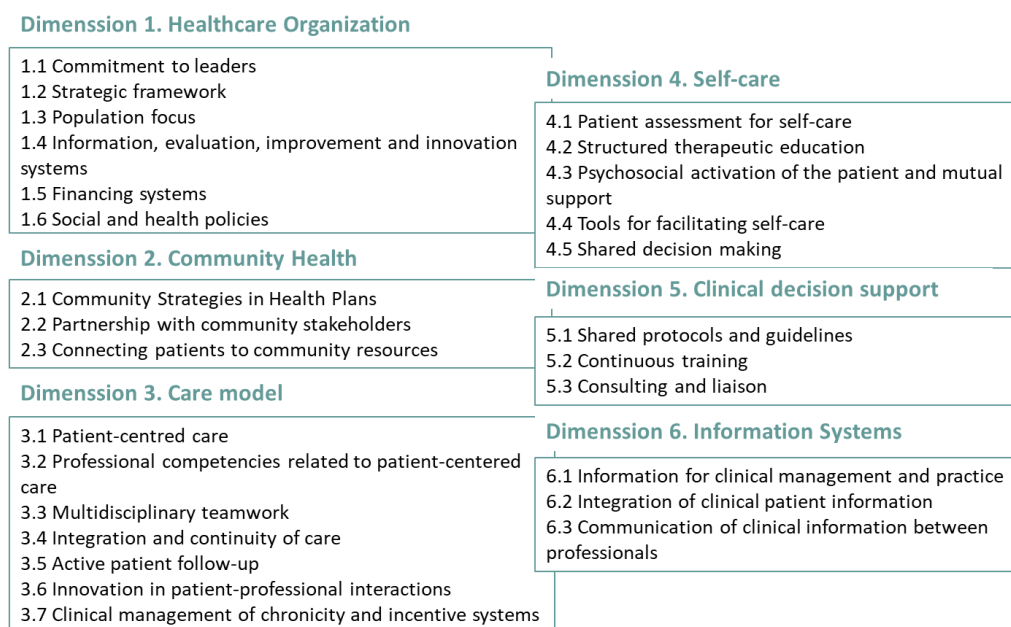 Dimenssion 1. Healthcare Organization
1.1 Commitment to leaders
1.2 Strategic framework
1.3 Population focus
1.4 Information, evaluation, improvement and innovation
systems
1.5 Financing systems
1.6 Social and health policies
Dimenssion 2. Community Health
2.1 Community Strategies in Health Plans
2.2 Partnership with community stakeholders
2.3 Connecting patients to community resources
Dimenssion 3. Care model
3.1 Patient-centred care
3.2 Professional competencies related to patient-centered
care
3.3 Multidisciplinary teamwork
3.4 Integration and continuity of care
3.5 Active patient follow-up
3.6 Innovation in patient-professional interactions
3.7 Clinical management of chronicity and incentive systems
Dimenssion 4. Self-care
4.1 Patient assessment for self-care
4.2 Structured therapeutic education
4.3 Psychosocial activation of the patient and mutual
support
4.4 Tools for facilitating self-care
4.5 Shared decision making
Dimenssion 5. Clinical decision support
5.1 Shared protocols and guidelines
5.2 Continuous training
5.3 Consulting and liaison
Dimenssion 6. Information Systems
6.1 Information for clinical management and practice
6.2 Integration of clinical patient information
6.3 Communication of clinical information between
professionals